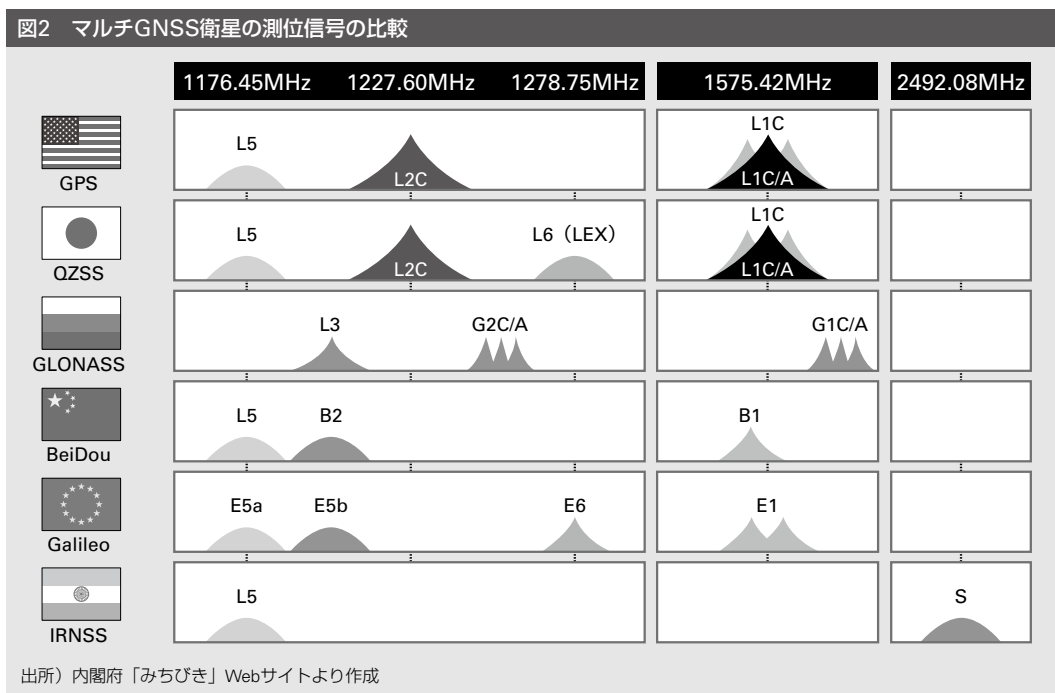 図2 マルチGNSS衛星の測位信号の比較
1176.45MHz 1227.60MHz 1278.75MHz 1575.42MHz 2492.08MHz
GPS L5 L2C L1C L1C/A
QZSS L5 L2C L6（LEX） L1C L1C/A
GLONASS L3 G2C/A G1C/A
BeiDou L5 B2 B1
Galileo E5a E5b E6 E1
IRNSS L5 S
出所）内閣府「みちびき」Webサイトより作成